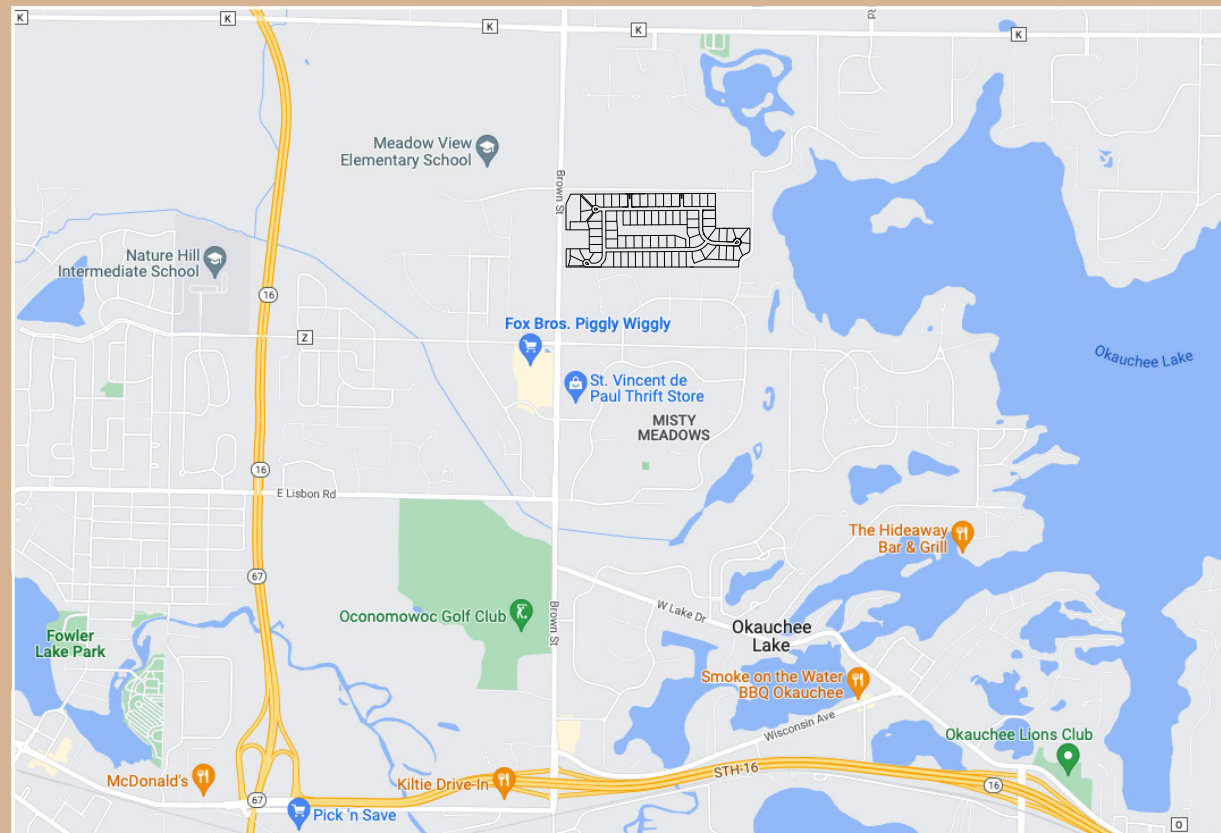 K
K
K
K
K
Rd
Meadow View
Elementary School
Brown St
Nature Hill
Intermediate School
16
Z
Fox Bros. Piggly Wiggly
Okauchee Lake
St. Vincent de
Paul Thrift Store
MISTY
MEADOWS
16
E Lisbon Rd
The Hideaway
Bar & Grill
67
Oconomowoc Golf Club
Brown St
W Lake Dr
Okauchee
Lake
Fowler
Lake Park
Smoke on the Water
BBQ Okauchee
Wisconsin Ave
Okauchee Lions Club
STH-16
McDonald's
Kiltie Drive-In
16
67
Pick 'n Save
O